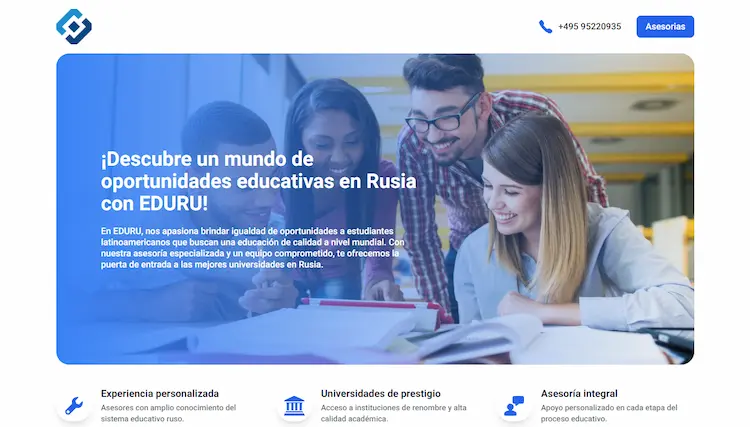 +495 95220935
Asesorias
¡Descubre un mundo de
oportunidades educativas en Rusia
con EDURU!
En EDURU, nos apasiona brindar igualdad de oportunidades a estudiantes
latinoamericanos que buscan una educación de calidad a nivel mundial. Con
nuestra asesoría especializada y un equipo comprometido, te ofrecemos la
puerta de entrada a las mejores universidades en Rusia.
Experiencia personalizada
Asesores con amplio conocimiento del
sistema educativo ruso.
Universidades de prestigio
Acceso a instituciones de renombre y alta
calidad académica.
Asesoría integral
Apoyo personalizado en cada etapa del
proceso educativo.